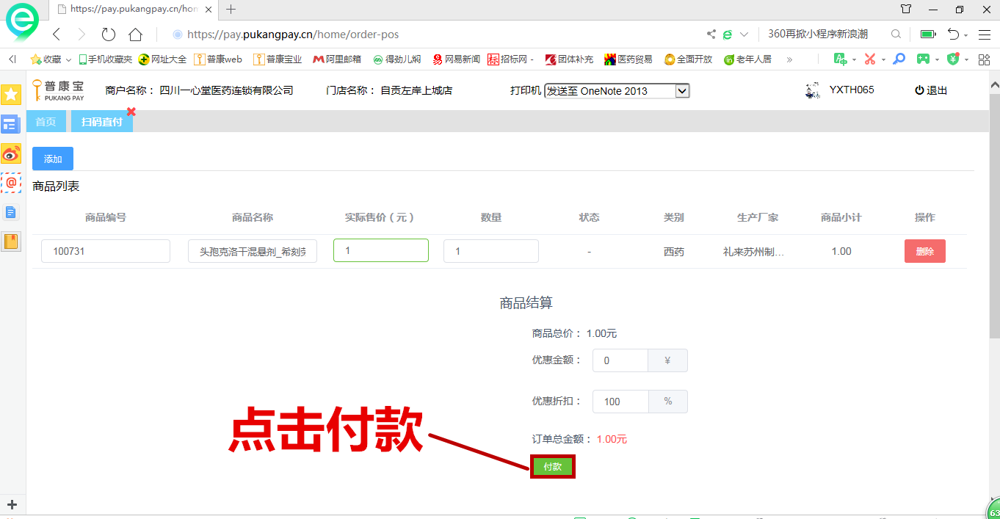 https://pay.pukangpay.cn/hom
https://pay.pukangpay.cn/home/order-pos
360再掀小程序新浪潮
收藏 手机收藏夹 网址大全 普康web 普康宝业 阿里邮箱 得劲儿焖 网易新闻 招标网 - 团体补充 医药贸易 全面开放 老年人居 »
普康宝
PUKANG PAY
商户名称： 四川一心堂医药连锁有限公司 门店名称： 自贡左岸上城店 打印机 发送至 OneNote 2013 YXTH065 退出
首页 扫码直付
添加
商品列表
商品编号 商品名称 实际售价（元） 数量 状态 类别 生产厂家 商品小计 操作
100731 头孢克洛干混悬剂_希刻劳 1 1 - 西药 礼来苏州制... 1.00 删除
商品结算
商品总价： 1.00元
优惠金额： 0 ¥
优惠折扣： 100 %
订单总金额： 1.00元
点击付款
付款
63